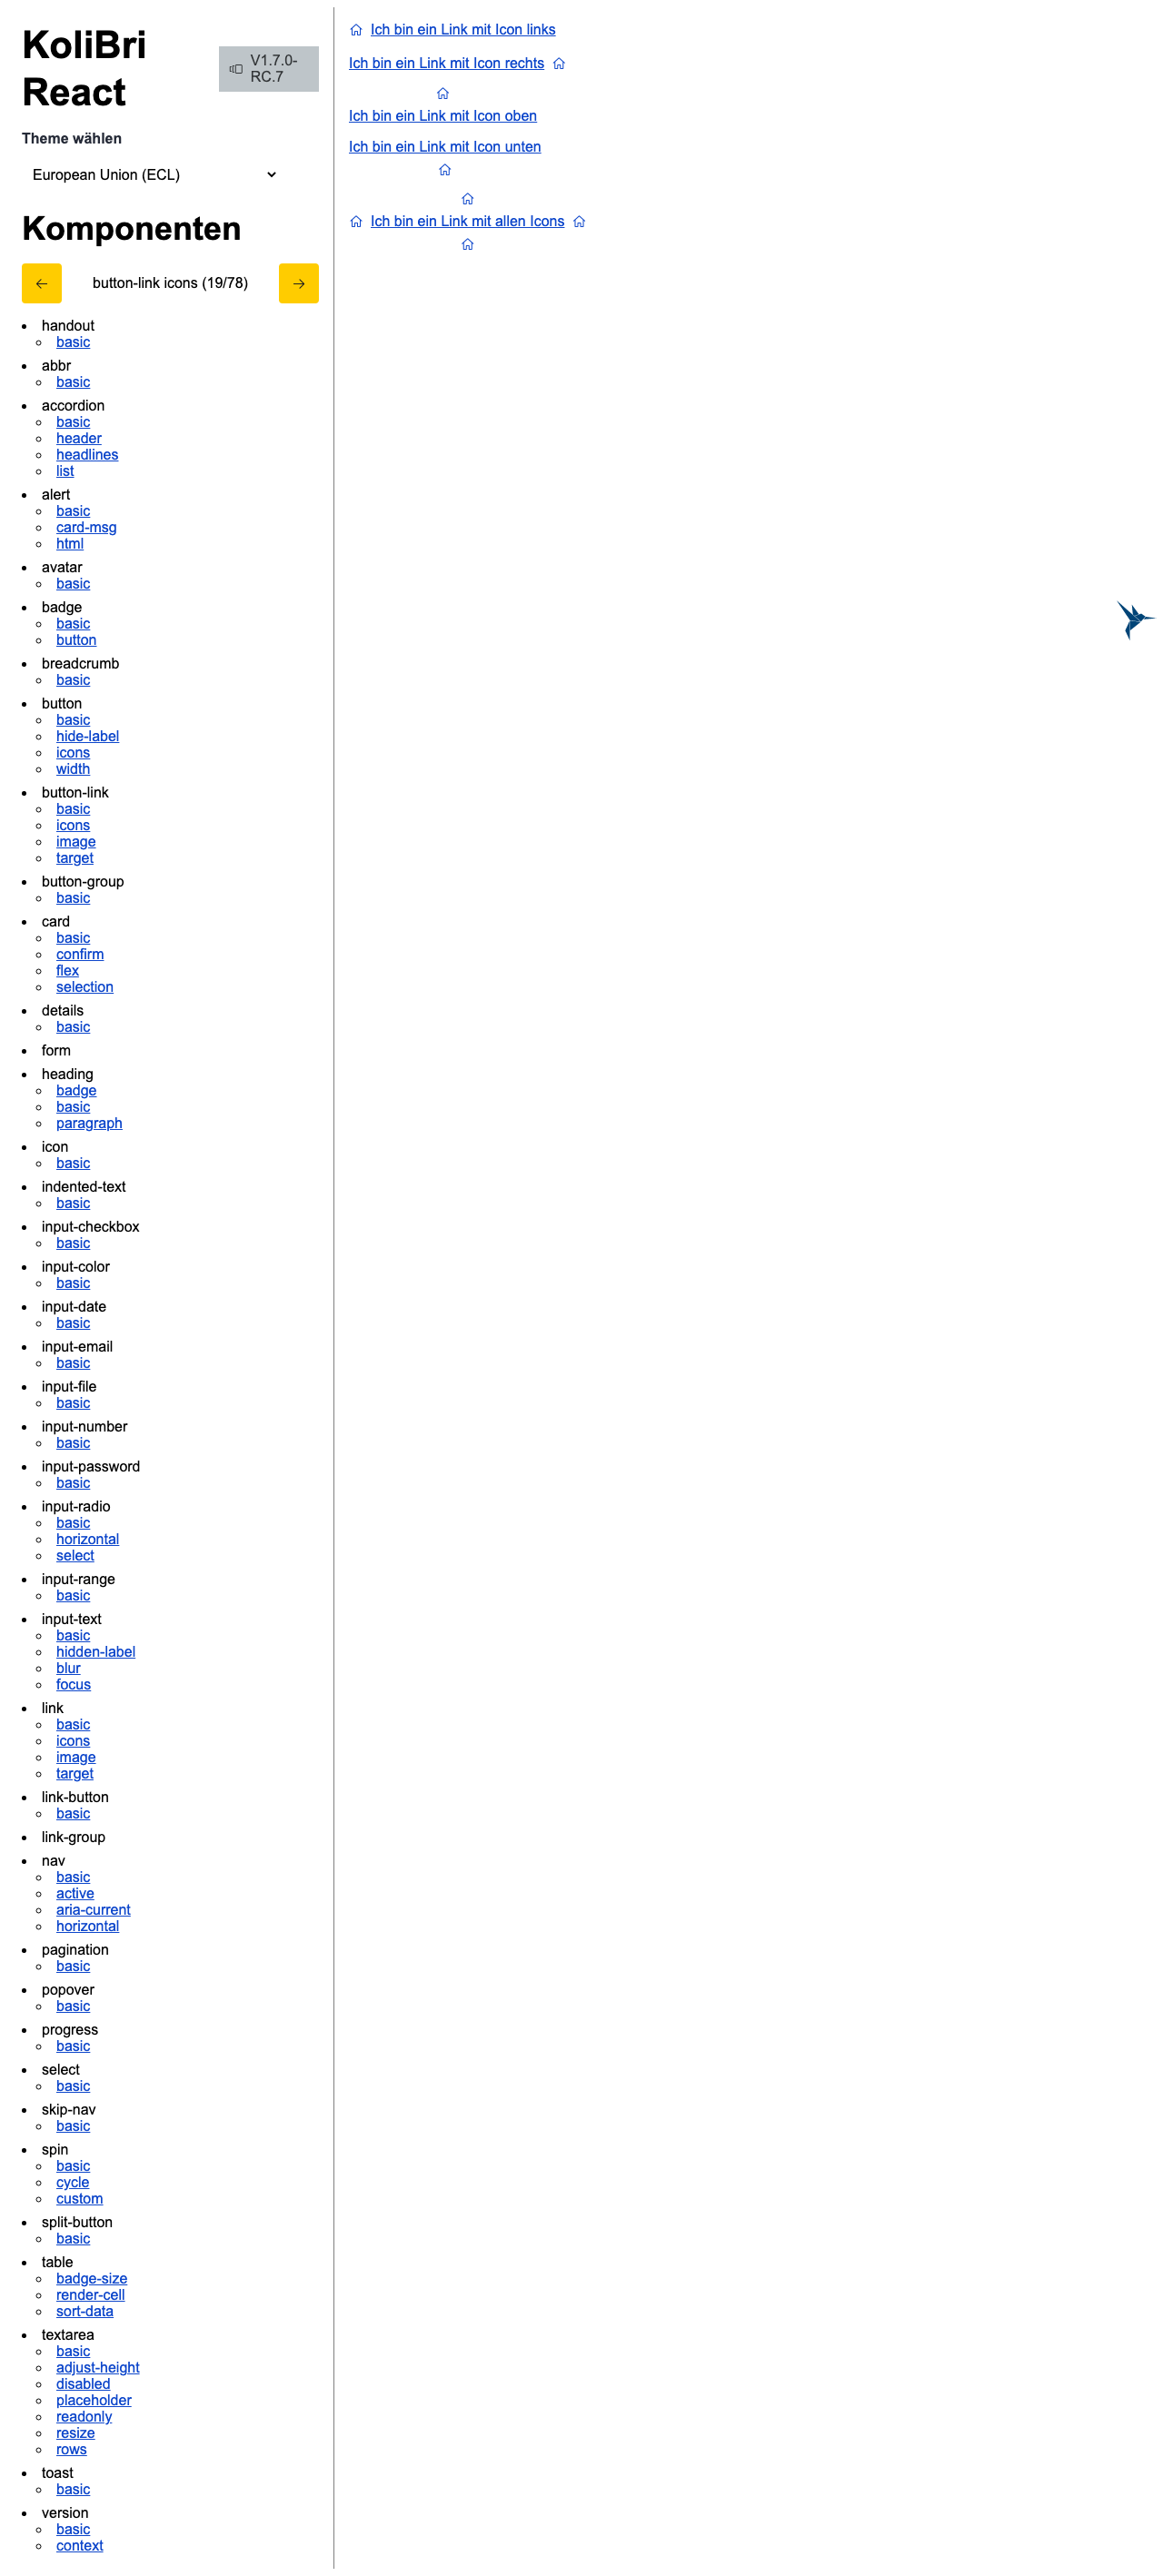 KoliBri
React
V1.7.0-
RC.7
Theme wählen
European Union (ECL)
Komponenten
button-link icons (19/78)
handout
basic
abbr
basic
accordion
basic
header
headlines
list
alert
basic
card-msg
html
avatar
basic
badge
basic
button
breadcrumb
basic
button
basic
hide-label
icons
width
button-link
basic
icons
image
target
button-group
basic
card
basic
confirm
flex
selection
details
basic
form
heading
badge
basic
paragraph
icon
basic
indented-text
basic
input-checkbox
basic
input-color
basic
input-date
basic
input-email
basic
input-file
basic
input-number
basic
input-password
basic
input-radio
basic
horizontal
select
input-range
basic
input-text
basic
hidden-label
blur
focus
link
basic
icons
image
target
link-button
basic
link-group
nav
basic
active
aria-current
horizontal
pagination
basic
popover
basic
progress
basic
select
basic
skip-nav
basic
spin
basic
cycle
custom
split-button
basic
table
badge-size
render-cell
sort-data
textarea
basic
adjust-height
disabled
placeholder
readonly
resize
rows
toast
basic
version
basic
context
Ich bin ein Link mit Icon links
Ich bin ein Link mit Icon rechts
Ich bin ein Link mit Icon oben
Ich bin ein Link mit Icon unten
Ich bin ein Link mit allen Icons